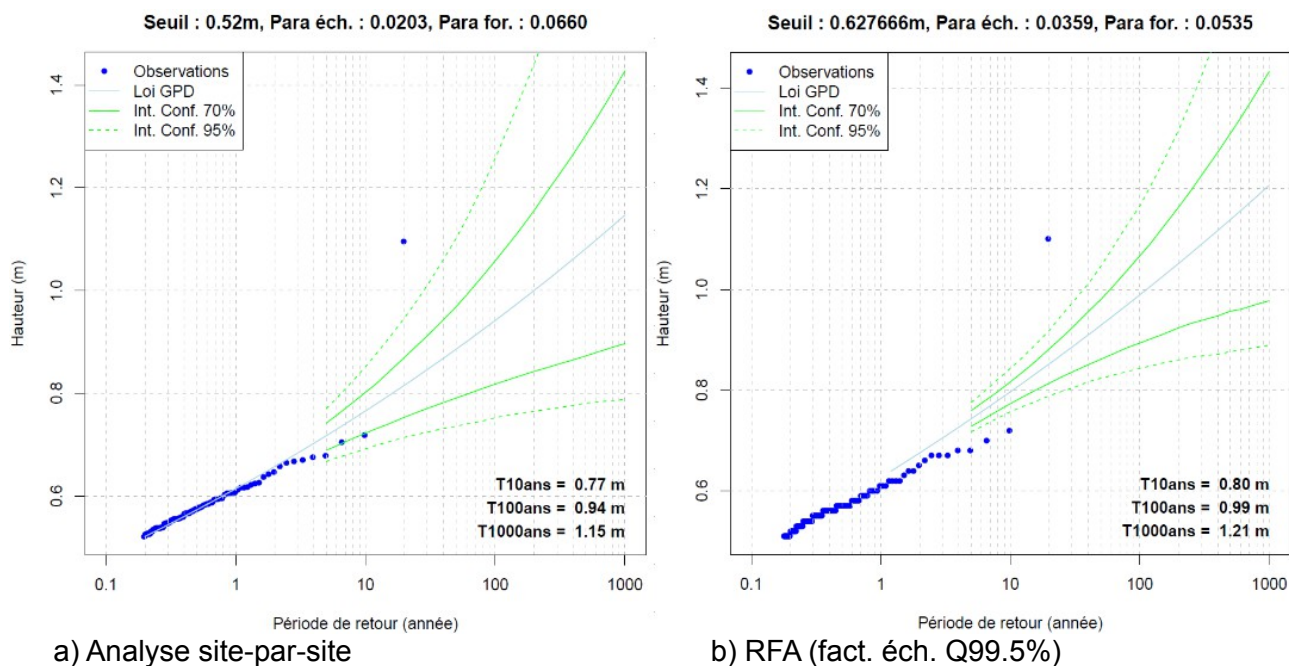 Seuil : 0.52m, Para éch. : 0.0203, Para for. : 0.0660
Observations
Loi GPD
Int. Conf. 70%
Int. Conf. 95%
Hauteur (m)
1.4
1.2
1.0
0.8
0.6
T10ans = 0.77 m
T100ans = 0.94 m
T1000ans = 1.15 m
0.1
1
10
100
1000
Période de retour (année)
a) Analyse site-par-site
Seuil : 0.627666m, Para éch. : 0.0359, Para for. : 0.0535
Observations
Loi GPD
Int. Conf. 70%
Int. Conf. 95%
Hauteur (m)
1.4
1.2
1.0
0.8
0.6
T10ans = 0.80 m
T100ans = 0.99 m
T1000ans = 1.21 m
0.1
1
10
100
1000
Période de retour (année)
b) RFA (fact. éch. Q99.5%)